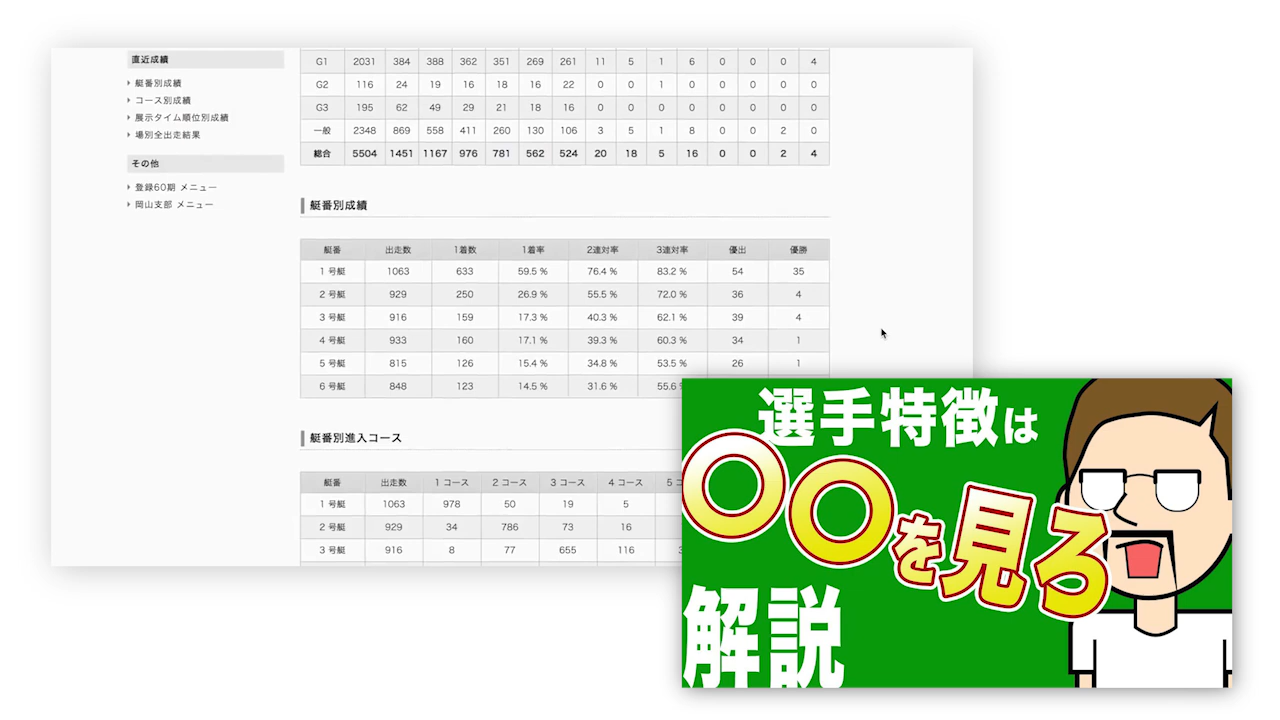 直近成績
艇番別成績
コース別成績
展示タイム順位別成績
場別全出走結果
その他
登録60期 メニュー
岡山支部 メニュー
G1 2031 384 388 362 351 269 261 11 5 1 6 0 0 0 4
G2 116 24 19 16 18 16 22 0 0 1 0 0 0 0 0
G3 195 62 49 29 21 18 16 0 0 0 0 0 0 0 0
一般 2348 869 558 411 260 130 106 3 5 1 8 0 0 2 0
総合 5504 1451 1167 976 781 562 524 20 18 5 16 0 0 2 4
艇番別成績
艇番 出走数 1着数 1着率 2連対率 3連対率 優出 優勝
1 号艇 1063 633 59.5 % 76.4 % 83.2 % 54 35
2 号艇 929 250 26.9 % 55.5 % 72.0 % 36 4
3 号艇 916 159 17.3 % 40.3 % 62.1 % 39 4
4 号艇 933 160 17.1 % 39.3 % 60.3 % 34 1
5 号艇 815 126 15.4 % 34.8 % 53.5 % 26 1
6 号艇 848 123 14.5 % 31.6 % 55.6
艇番別進入コース
艇番 出走数 1 コース 2 コース 3 コース 4 コース
1 号艇 1063 978 50 19 5
2 号艇 929 34 786 73 16
3 号艇 916 8 77 655 116
選手特徴は
〇〇を見ろ
解説